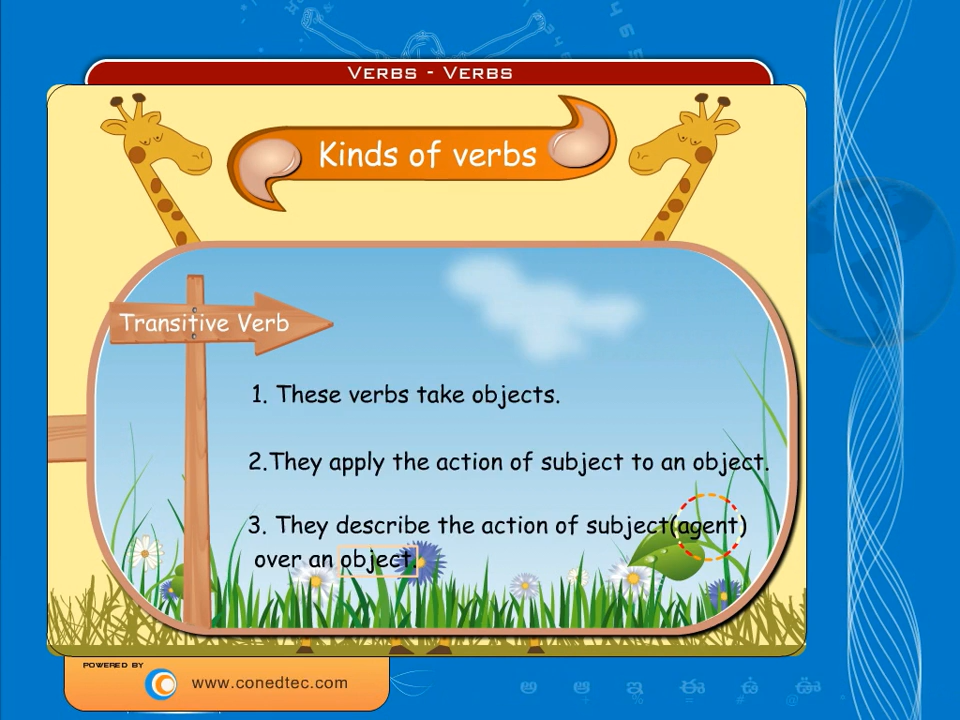 VERBS - VERBS
Kinds of verbs
Transitive Verb
1. These verbs take objects.
2.They apply the action of subject to an object.
3. They describe the action of subject(agent)
over an object.
POWERED BY
www.conedtec.com
అ ఆ ఇ ఈ ఉ ఊ